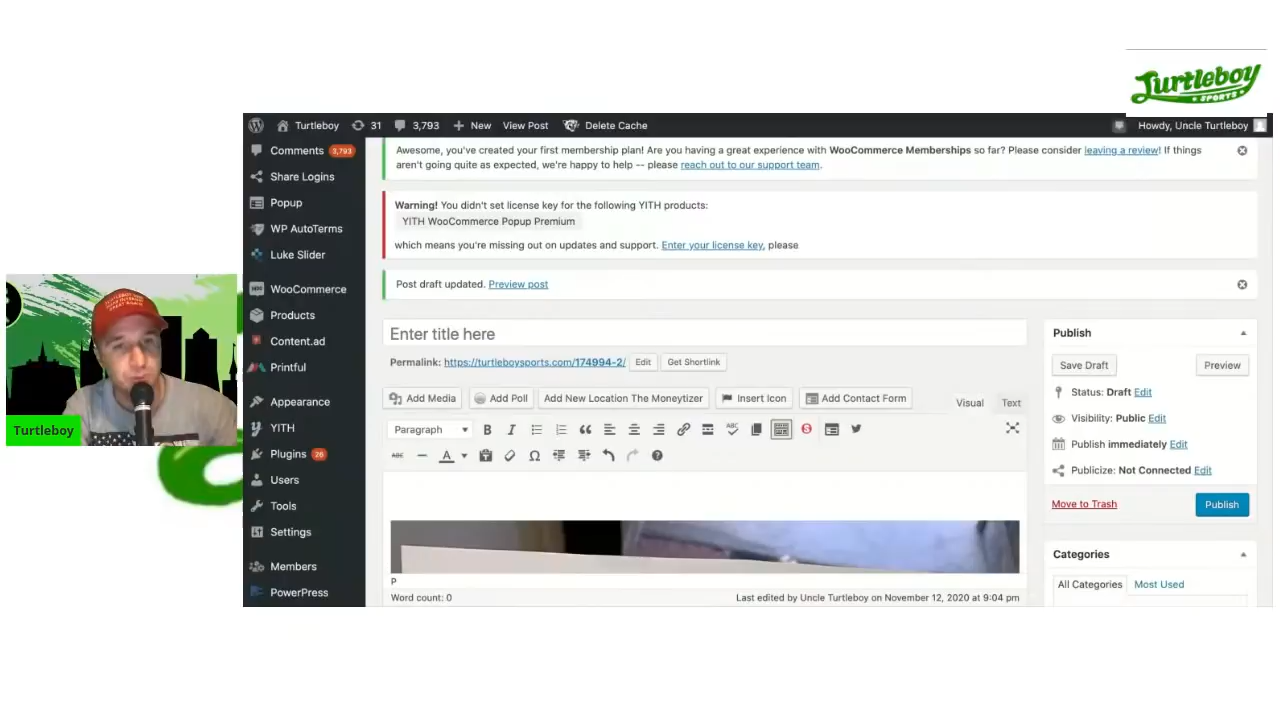 Turtleboy
SPORTS
Turtleboy 31 3,793 New View Post Delete Cache Howdy, Uncle Turtleboy
Comments 3,793
Share Logins
Popup
WP AutoTerms
Luke Slider
WooCommerce
Products
Content.ad
Printful
Appearance
YITH
Plugins 26
Users
Tools
Settings
Members
PowerPress
Awesome, you've created your first membership plan! Are you having a great experience with WooCommerce Memberships so far? Please consider leaving a review! If things
aren't going quite as expected, we're happy to help -- please reach out to our support team.
Warning! You didn't set license key for the following YITH products:
YITH WooCommerce Popup Premium
which means you're missing out on updates and support. Enter your license key, please
Post draft updated. Preview post
Enter title here
Permalink: https://turtleboysports.com/174994-2/ Edit Get Shortlink
Add Media Add Poll Add New Location The Moneytizer Insert Icon Add Contact Form Visual Text
Paragraph B I ABC
ABC A
P
Word count: 0 Last edited by Uncle Turtleboy on November 12, 2020 at 9:04 pm
Publish
Save Draft Preview
Status: Draft Edit
Visibility: Public Edit
Publish immediately Edit
Publicize: Not Connected Edit
Move to Trash Publish
Categories
All Categories Most Used
Turtleboy